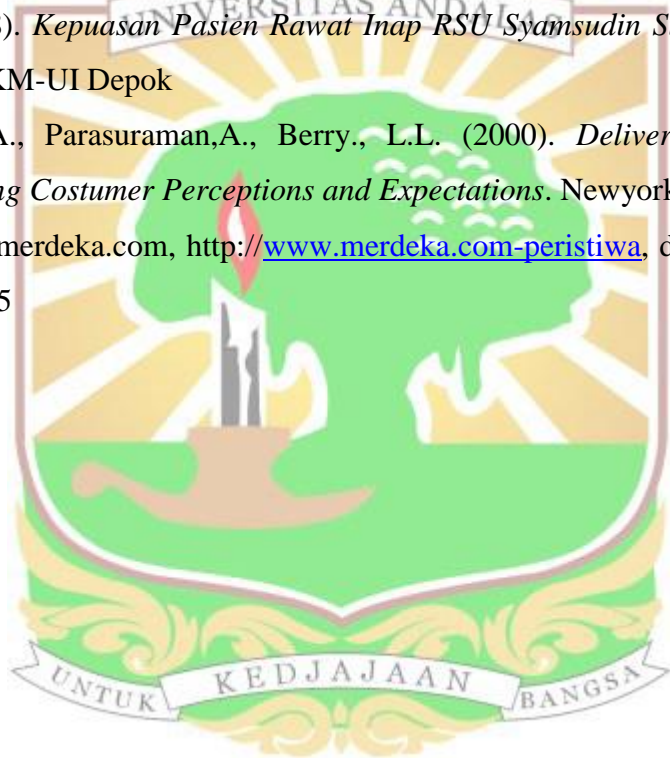 UNIVERSITAS ANDALAS
). Kepuasan Pasien Rawat Inap RSU Syamsudin S
KM-UI Depok
A., Parasuraman,A., Berry., L.L. (2000). Deliver
ng Costumer Perceptions and Expectations. Newyork
merdeka.com, http://www.merdeka.com-peristiwa, d
5
UNTUK KEDJAJAAN BANGSA